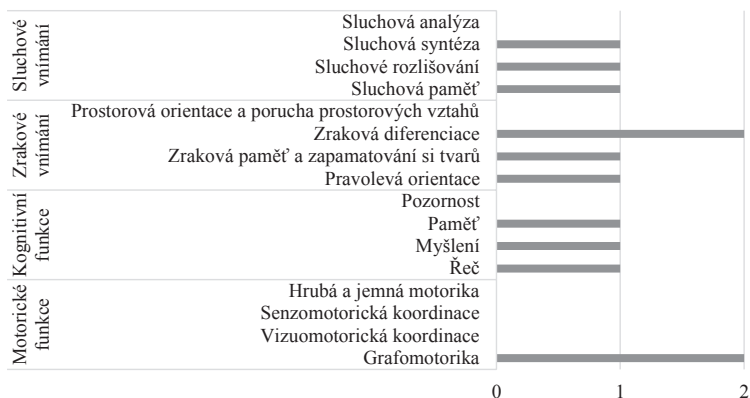 Sluchové
vnímání
Sluchová analýza
Sluchová syntéza
Sluchové rozlišování
Sluchová paměť
Zrakové
vnímání
Prostorová orientace a porucha prostorových vztahů
Zraková diferenciace
Zraková paměť a zapamatování si tvarů
Pravolevá orientace
Kognitivní
funkce
Pozornost
Paměť
Myšlení
Řeč
Motorické
funkce
Hrubá a jemná motorika
Senzomotorická koordinace
Vizuomotorická koordinace
Grafomotorika
0 1 2